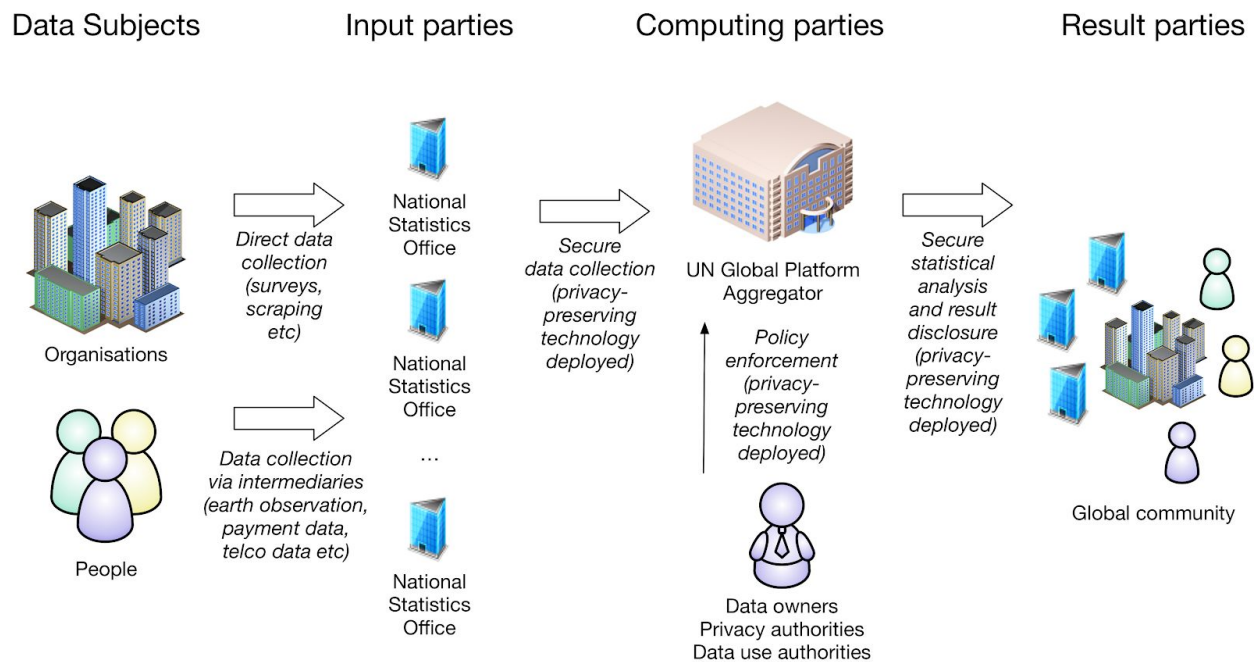 Data Subjects
Input parties
Computing parties
Result parties
Organisations
People
Direct data
collection
(surveys,
scraping
etc)
Data collection
via intermediaries
(earth observation,
payment data,
telco data etc)
National
Statistics
Office
National
Statistics
Office
...
National
Statistics
Office
Secure
data collection
(privacy-
preserving
technology
deployed)
UN Global Platform
Aggregator
Policy
enforcement
(privacy-
preserving
technology
deployed)
Data owners
Privacy authorities
Data use authorities
Secure
statistical
analysis
and result
disclosure
(privacy-
preserving
technology
deployed)
Global community